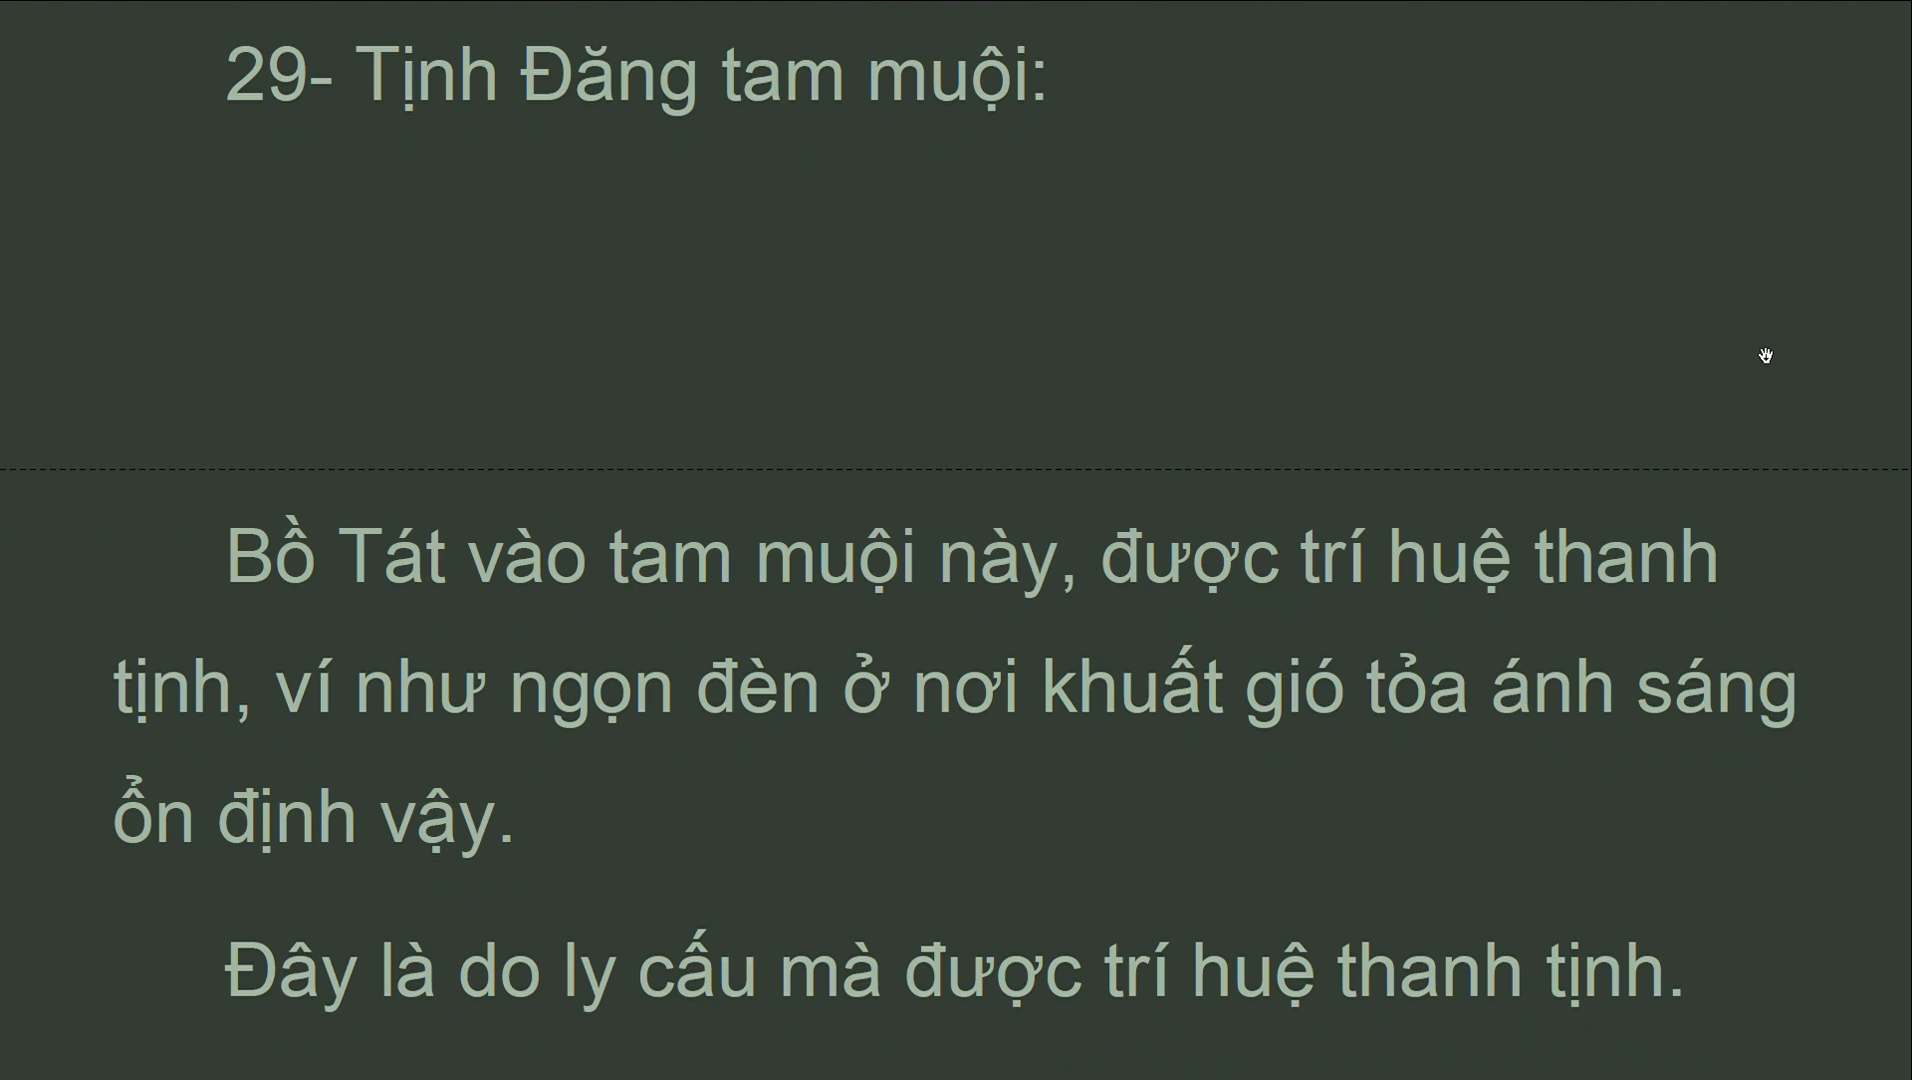 29- Tịnh Đăng tam muội:
Bồ Tát vào tam muội này, được trí huệ thanh
tịnh, ví như ngọn đèn ở nơi khuất gió tỏa ánh sáng
ổn định vậy.
Đây là do ly cấu mà được trí huệ thanh tịnh.